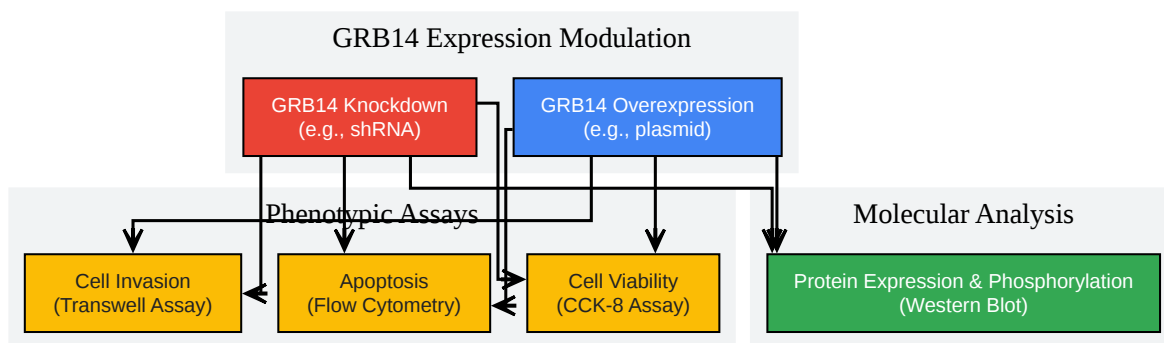 GRB14 Expression Modulation
GRB14 Knockdown
(e.g., shRNA)
GRB14 Overexpression
(e.g., plasmid)
Phenotypic Assays
Molecular Analysis
Cell Invasion
(Transwell Assay)
Apoptosis
(Flow Cytometry)
Cell Viability
(CCK-8 Assay)
Protein Expression & Phosphorylation
(Western Blot)